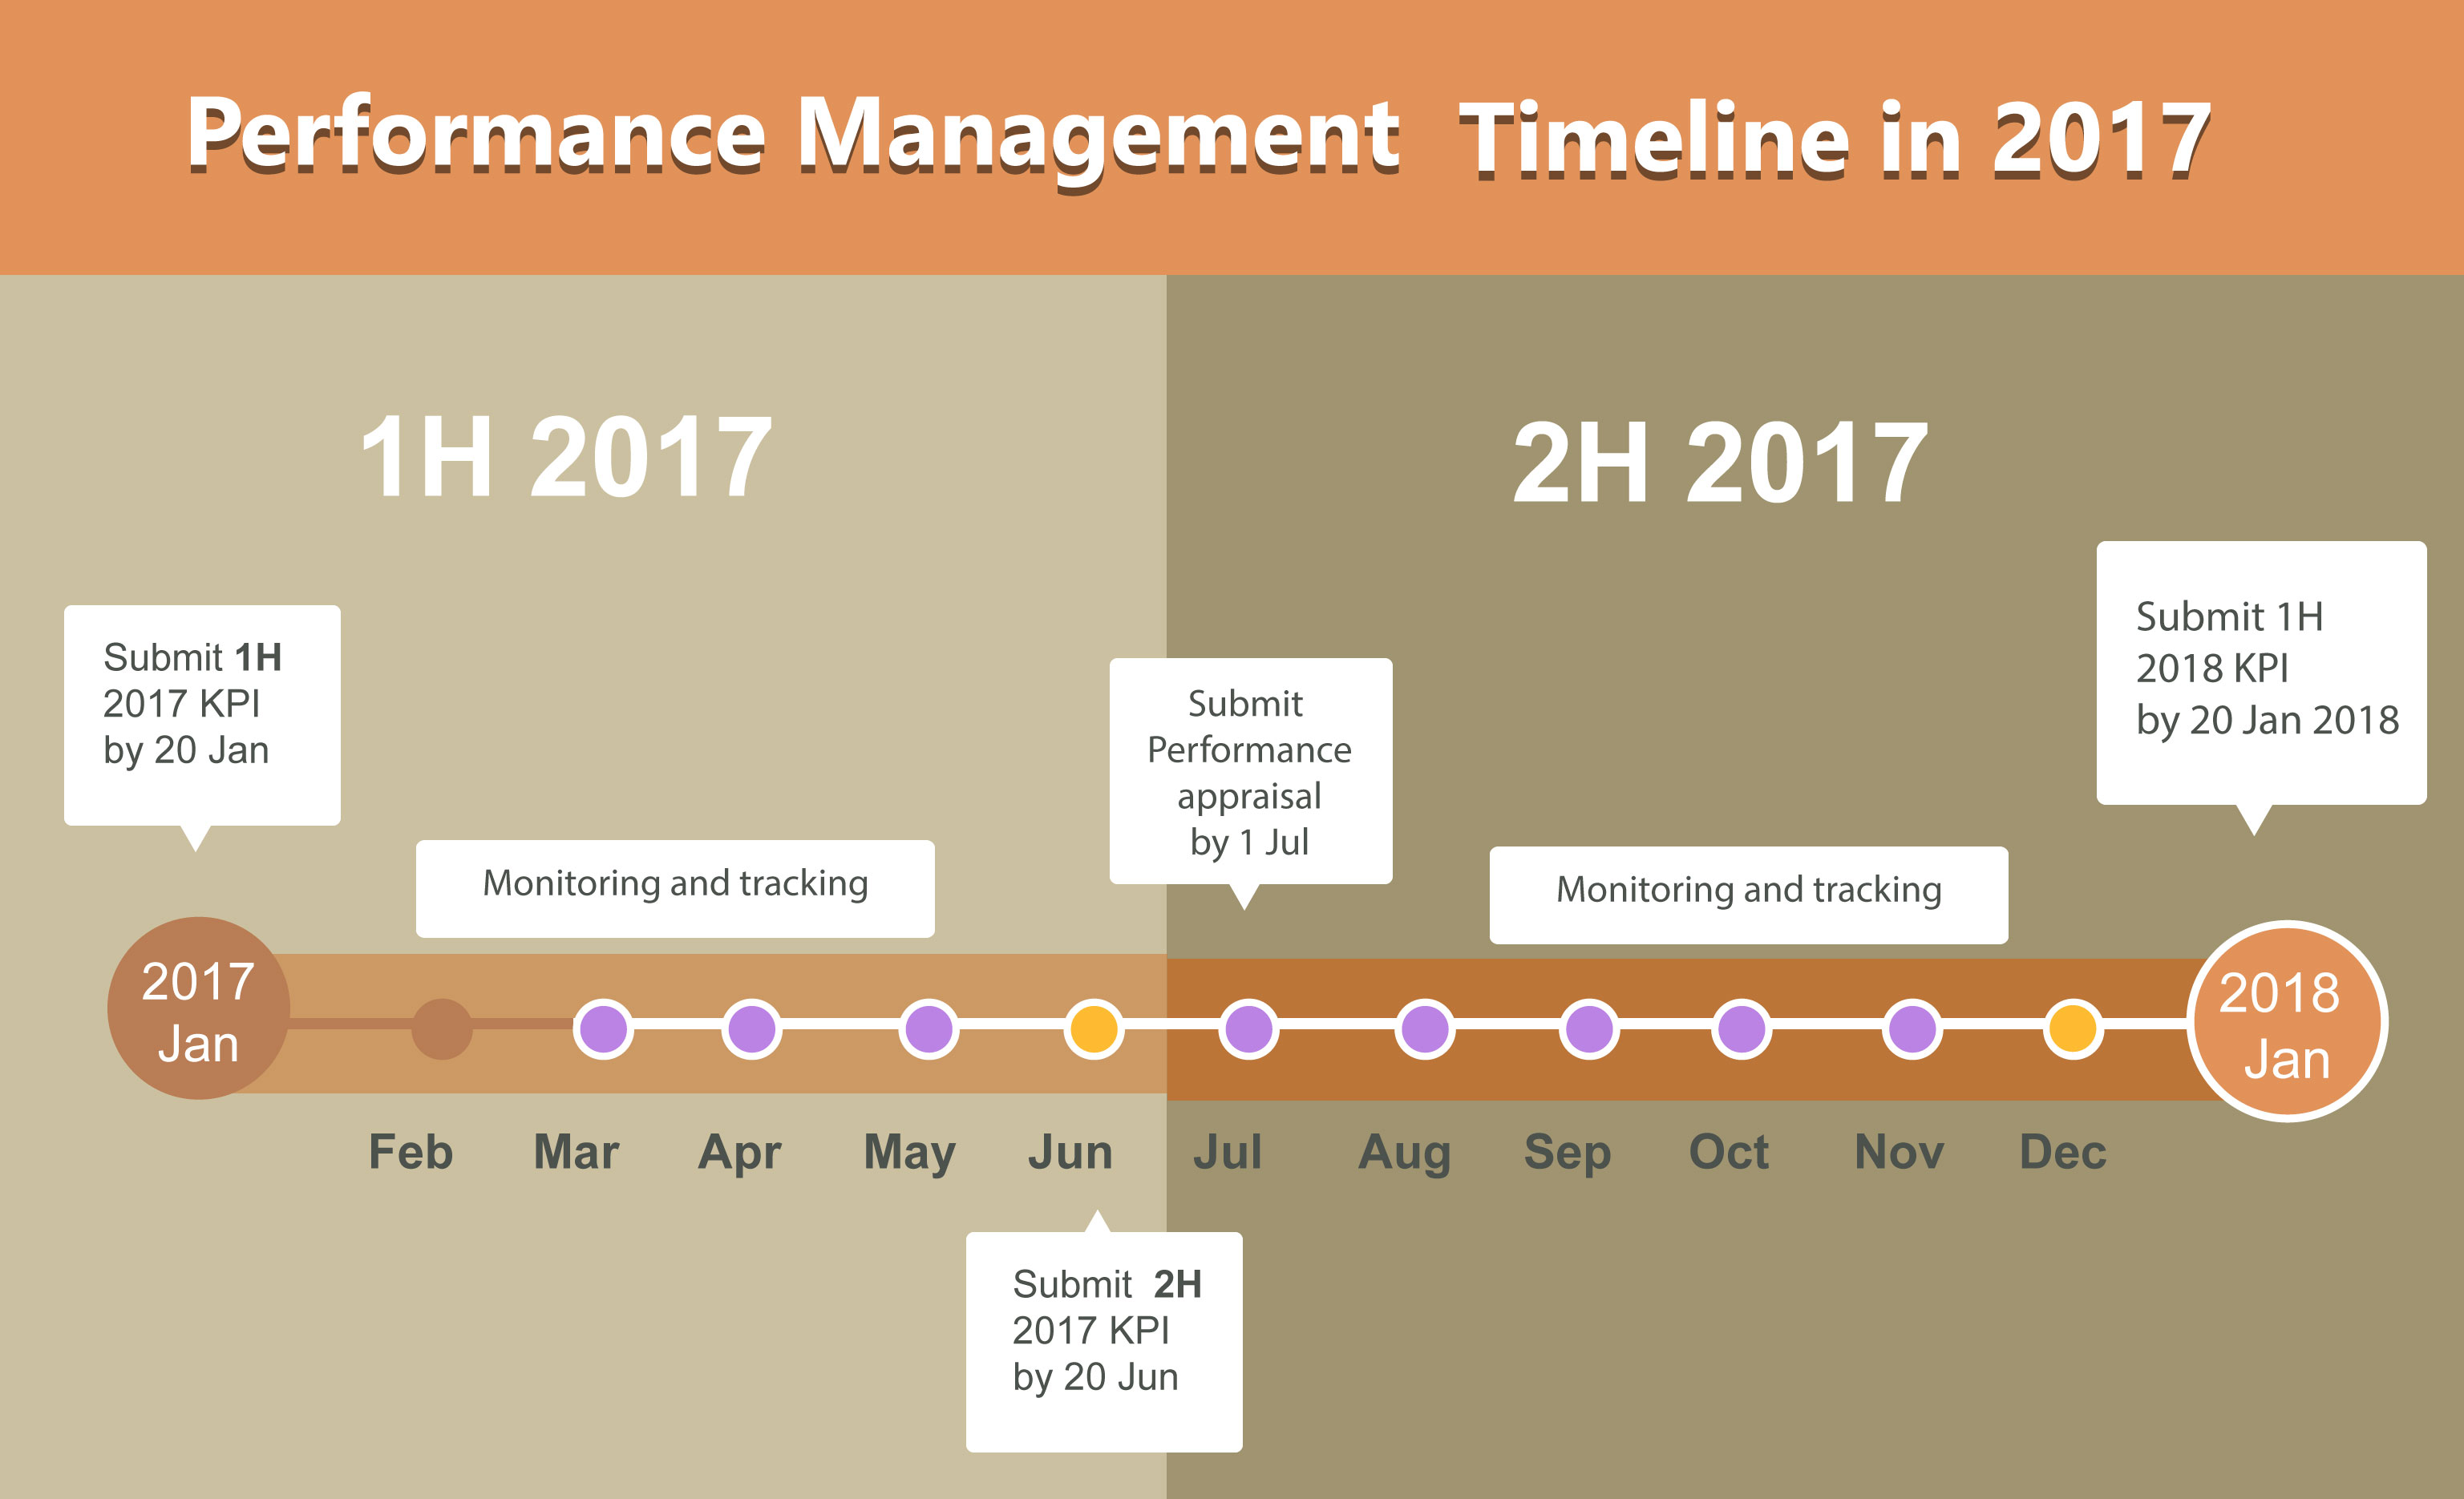 Performance Management Timeline in 2017
1H 2017
2H 2017
Submit 1H
2017 KPI
by 20 Jan
Monitoring and tracking
Submit
Performance
appraisal
by 1 Jul
Monitoring and tracking
Submit 1H
2018 KPI
by 20 Jan 2018
2017
Jan
2018
Jan
Feb Mar Apr May Jun Jul Aug Sep Oct Nov Dec
Submit 2H
2017 KPI
by 20 Jun